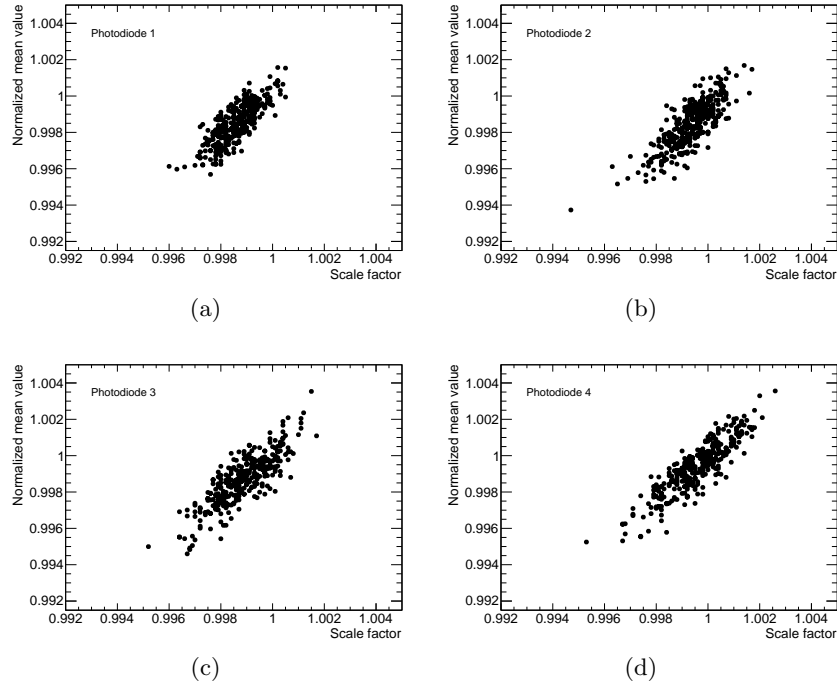 Normalized mean value
1.004
1.002
1
0.998
0.996
0.994
0.992
Photodiode 1
0.992 0.994 0.996 0.998 1 1.002 1.004
Scale factor
(a)
Normalized mean value
1.004
1.002
1
0.998
0.996
0.994
0.992
Photodiode 2
0.992 0.994 0.996 0.998 1 1.002 1.004
Scale factor
(b)
Normalized mean value
1.004
1.002
1
0.998
0.996
0.994
0.992
Photodiode 3
0.992 0.994 0.996 0.998 1 1.002 1.004
Scale factor
(c)
Normalized mean value
1.004
1.002
1
0.998
0.996
0.994
0.992
Photodiode 4
0.992 0.994 0.996 0.998 1 1.002 1.004
Scale factor
(d)